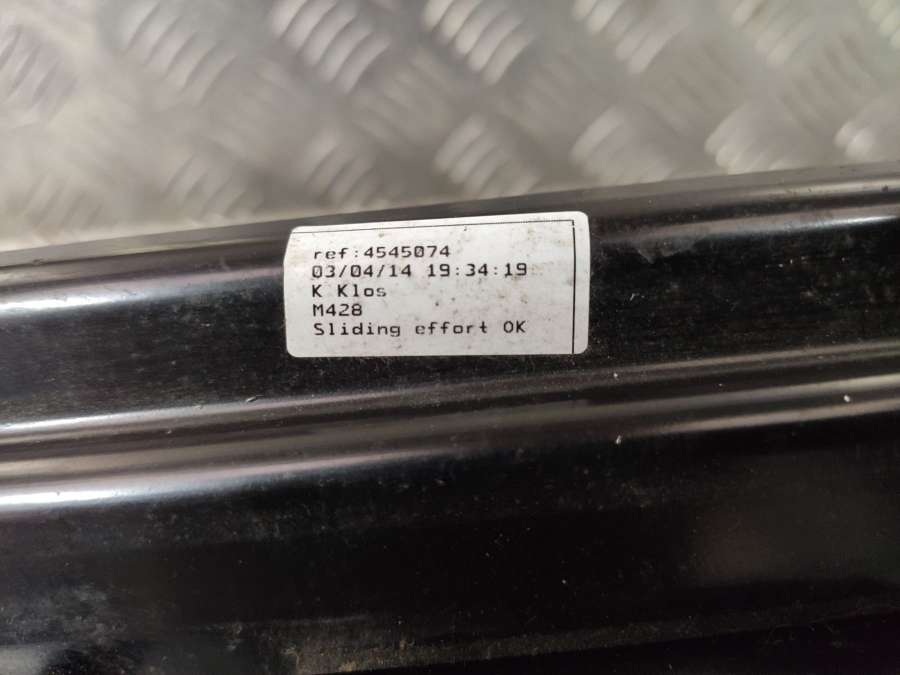 ref:4545074
03/04/14 19:34:19
K Klos
M428
Sliding effort OK